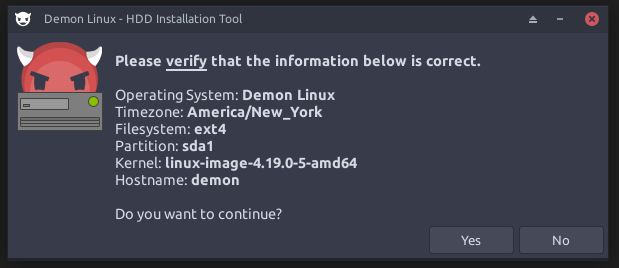 Demon Linux - HDD Installation Tool
Please verify that the information below is correct.
Operating System: Demon Linux
Timezone: America/New_York
Filesystem: ext4
Partition: sda1
Kernel: linux-image-4.19.0-5-amd64
Hostname: demon
Do you want to continue?
Yes No